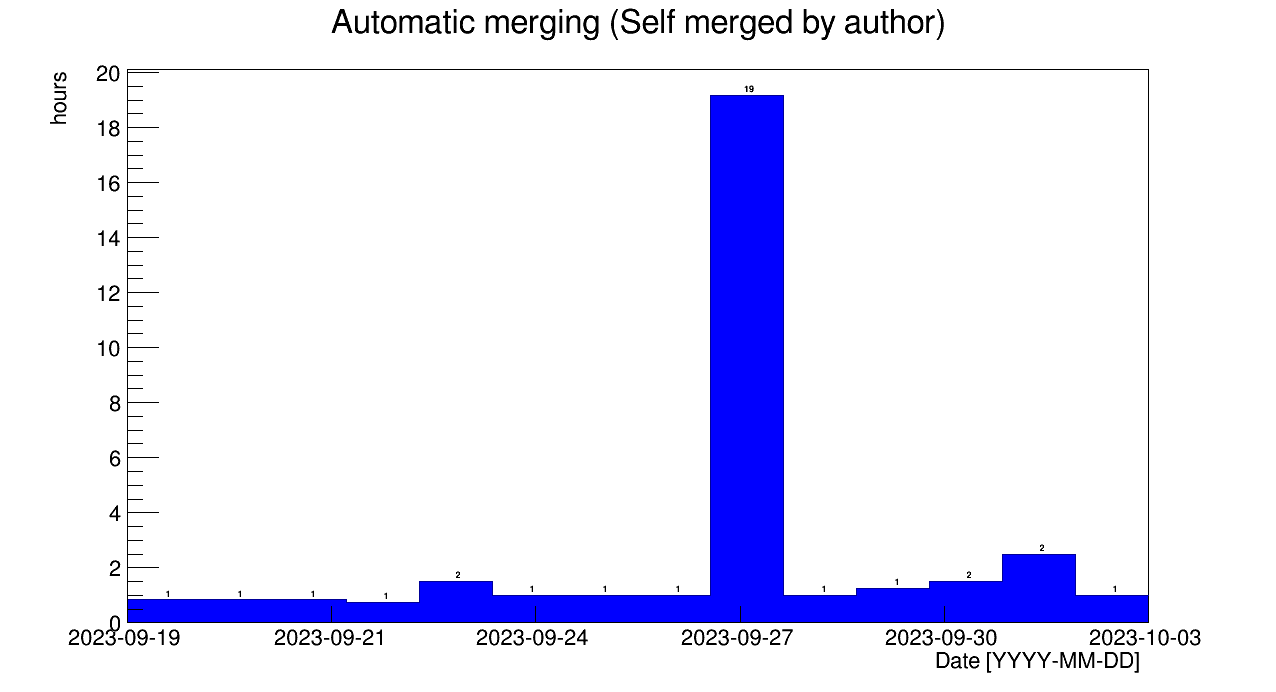 Automatic merging (Self merged by author)
hours
20
18
16
14
12
10
8
6
4
2
0
1 1 1 1 2 1 1 1 19 1 1 2 2 1
2023-09-19 2023-09-21 2023-09-24 2023-09-27 2023-09-30 2023-10-03
Date [YYYY-MM-DD]